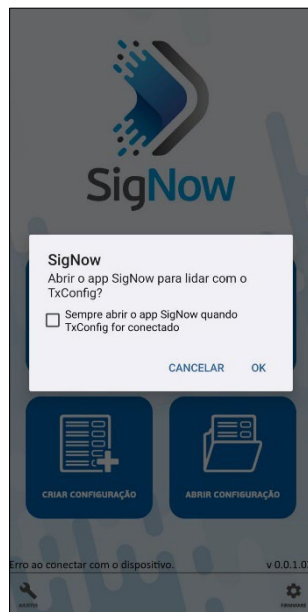 SigNow
SigNow
Abrir o app SigNow para lidar com o
TxConfig?
Sempre abrir o app SigNow quando
TxConfig for conectado
CANCELAR OK
CRIAR CONFIGURAÇÃO ABRIR CONFIGURAÇÃO
Erro ao conectar com o dispositivo. v 0.0.1.0